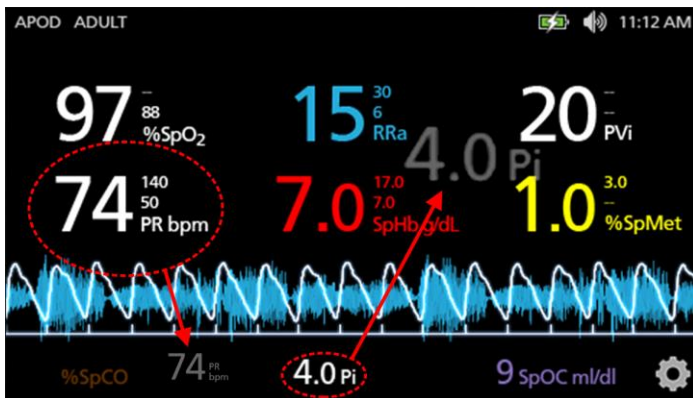 APOD ADULT 11:12 AM
97 -- 88 %SpO₂ 15 30 6 RRa 20 -- -- PVi
4.0 Pi
74 140 50 PR bpm 7.0 17.0 7.0 SpHb g/dL 1.0 3.0 -- %SpMet
%SpCO 74 PR bpm 4.0 Pi 9 SpOC ml/dl